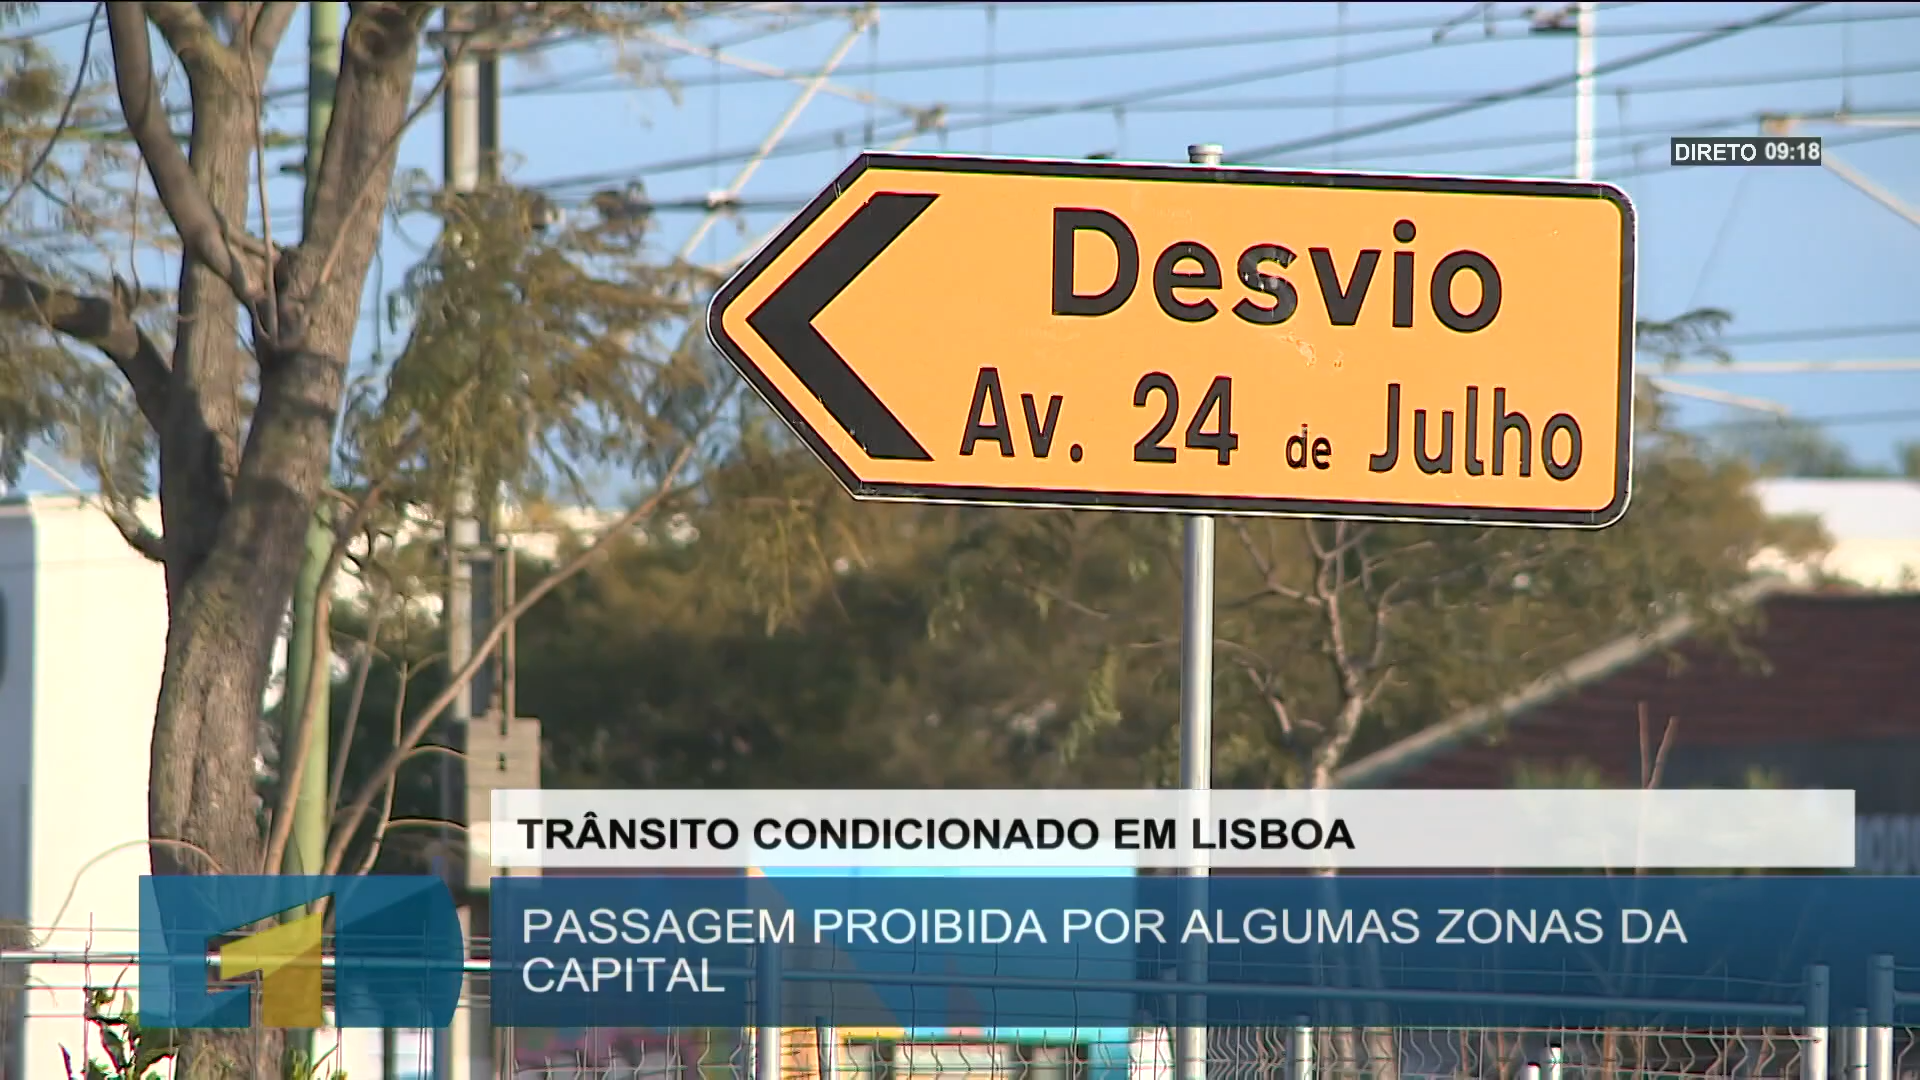 DIRETO 09:18
Desvio
Av. 24 de Julho
TRÂNSITO CONDICIONADO EM LISBOA
PASSAGEM PROIBIDA POR ALGUMAS ZONAS DA
CAPITAL